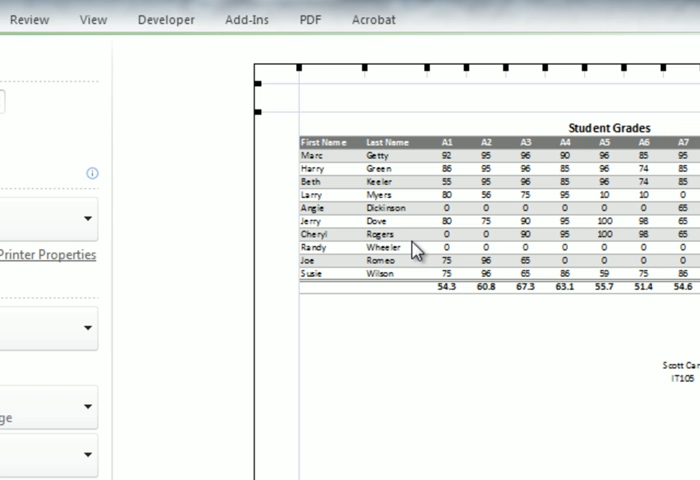 Review View Developer Add-Ins PDF Acrobat
Printer Properties
ge
Student Grades
First Name Last Name A1 A2 A3 A4 A5 A6 A7
Marc Getty 92 95 96 90 96 85 95
Harry Green 86 95 96 85 96 74 85
Beth Keeler 55 95 96 85 96 74 85
Larry Myers 80 56 75 95 10 10 0
Angie Dickinson 0 0 0 0 0 0 65
Jerry Dove 80 75 90 95 100 98 65
Cheryl Rogers 0 0 90 95 100 98 65
Randy Wheeler 0 0 0 0 0 0 0
Joe Romeo 75 96 65 0 0 0 0
Susie Wilson 75 96 65 86 59 75 86
54.3 60.8 67.3 63.1 55.7 51.4 54.6
Scott Car
IT105